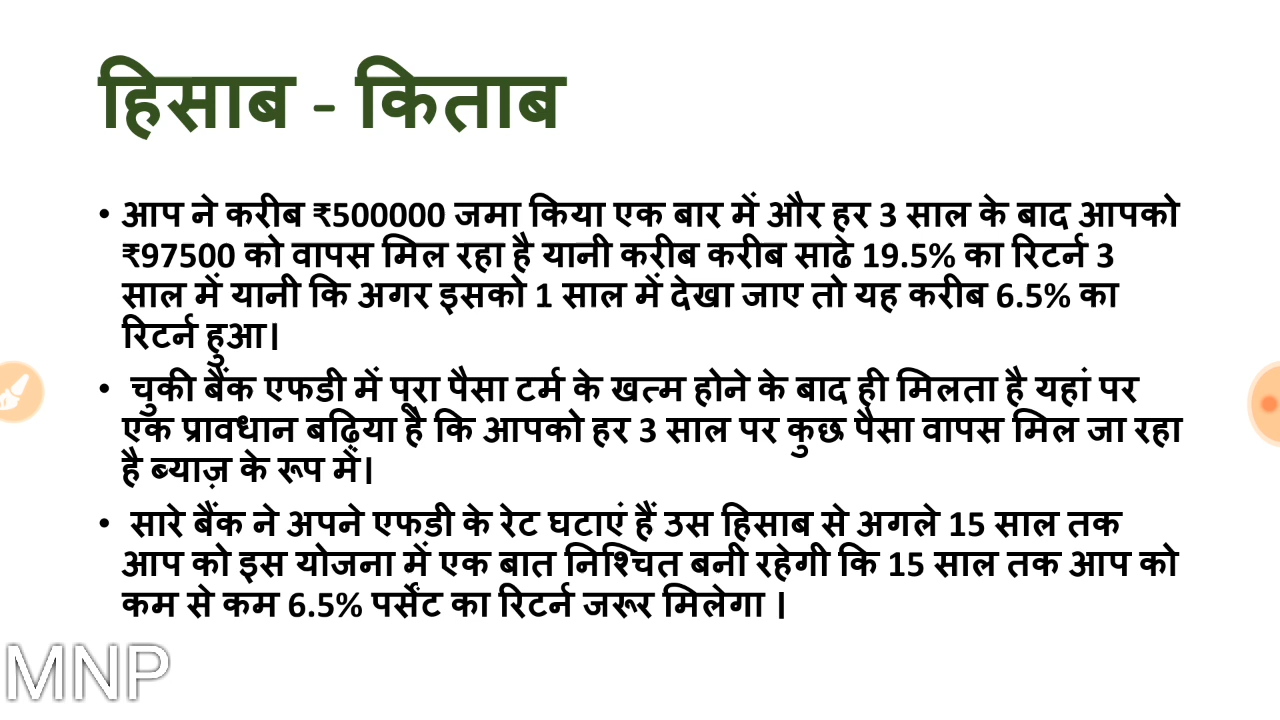 हिसाब - किताब
• आप ने करीब ₹500000 जमा किया एक बार में और हर 3 साल के बाद आपको
₹97500 को वापस मिल रहा है यानी करीब करीब साढे 19.5% का रिटर्न 3
साल में यानी कि अगर इसको 1 साल में देखा जाए तो यह करीब 6.5% का
रिटर्न हुआ।
• चुकी बैंक एफडी में पूरा पैसा टर्म के खत्म होने के बाद ही मिलता है यहां पर
एक प्रावधान बढ़िया है कि आपको हर 3 साल पर कुछ पैसा वापस मिल जा रहा
है ब्याज़ के रूप में।
• सारे बैंक ने अपने एफडी के रेट घटाएं हैं उस हिसाब से अगले 15 साल तक
आप को इस योजना में एक बात निश्चित बनी रहेगी कि 15 साल तक आप को
कम से कम 6.5% पर्सेंट का रिटर्न जरूर मिलेगा ।
MNP